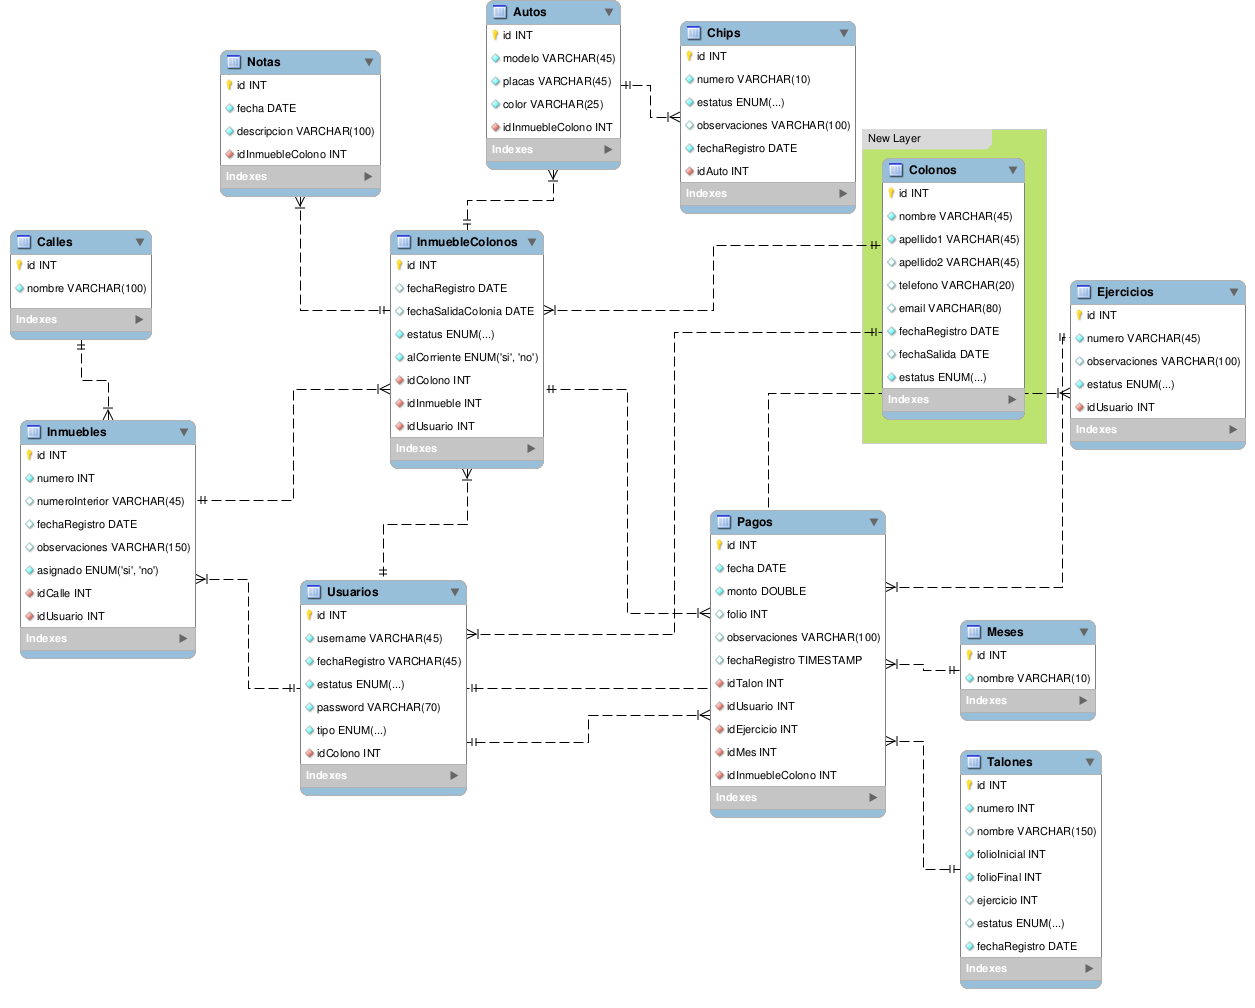 Autos
id INT
modelo VARCHAR(45)
placas VARCHAR(45)
color VARCHAR(25)
idInmuebleColono INT
Indexes
Chips
id INT
numero VARCHAR(10)
estatus ENUM(...)
observaciones VARCHAR(100)
fechaRegistro DATE
idAuto INT
Indexes
Notas
id INT
fecha DATE
descripcion VARCHAR(100)
idInmuebleColono INT
Indexes
New Layer
Colonos
id INT
nombre VARCHAR(45)
apellido1 VARCHAR(45)
apellido2 VARCHAR(45)
telefono VARCHAR(20)
email VARCHAR(80)
fechaRegistro DATE
fechaSalida DATE
estatus ENUM(...)
Indexes
Calles
id INT
nombre VARCHAR(100)
Indexes
InmuebleColonos
id INT
fechaRegistro DATE
fechaSalidaColonia DATE
estatus ENUM(...)
alCorriente ENUM('si', 'no')
idColono INT
idInmueble INT
idUsuario INT
Indexes
Ejercicios
id INT
numero VARCHAR(45)
observaciones VARCHAR(100)
estatus ENUM(...)
idUsuario INT
Indexes
Inmuebles
id INT
numero INT
numeroInterior VARCHAR(45)
fechaRegistro DATE
observaciones VARCHAR(150)
asignado ENUM('si', 'no')
idCalle INT
idUsuario INT
Indexes
Pagos
id INT
fecha DATE
monto DOUBLE
folio INT
observaciones VARCHAR(100)
fechaRegistro TIMESTAMP
idTalon INT
idUsuario INT
idEjercicio INT
idMes INT
idInmuebleColono INT
Indexes
Usuarios
id INT
username VARCHAR(45)
fechaRegistro VARCHAR(45)
estatus ENUM(...)
password VARCHAR(70)
tipo ENUM(...)
idColono INT
Indexes
Meses
id INT
nombre VARCHAR(10)
Indexes
Talones
id INT
numero INT
nombre VARCHAR(150)
folioInicial INT
folioFinal INT
ejercicio INT
estatus ENUM(...)
fechaRegistro DATE
Indexes